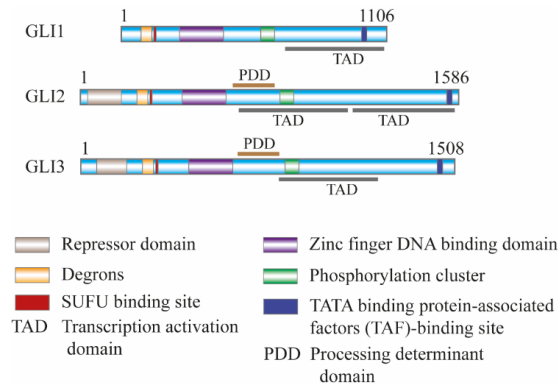 1 1106
GLI1
TAD
1 PDD 1586
GLI2
TAD TAD
1 PDD 1508
GLI3
TAD
Repressor domain
Degrons
SUFU binding site
TAD Transcription activation
domain
Zinc finger DNA binding domain
Phosphorylation cluster
TATA binding protein-associated
factors (TAF)-binding site
PDD Processing determinant
domain